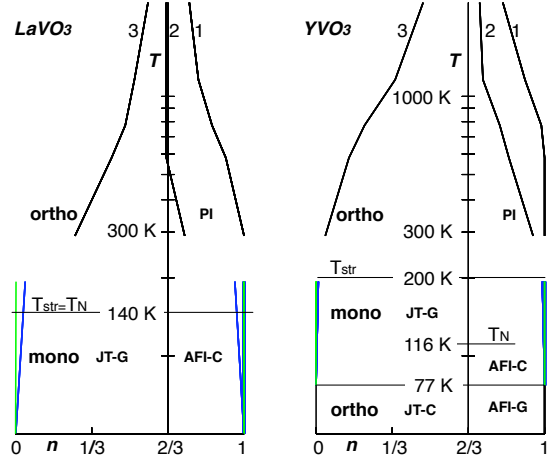 LaVO3 3 2 1 YVO3 3 2 1
T T
1000 K
ortho PI ortho PI
300 K 300 K
Tstr 200 K
Tstr=TN 140 K mono JT-G
TN
116 K
mono JT-G AFI-C AFI-C
77 K
ortho JT-C AFI-G
0 n 1/3 2/3 1 0 n 1/3 2/3 1